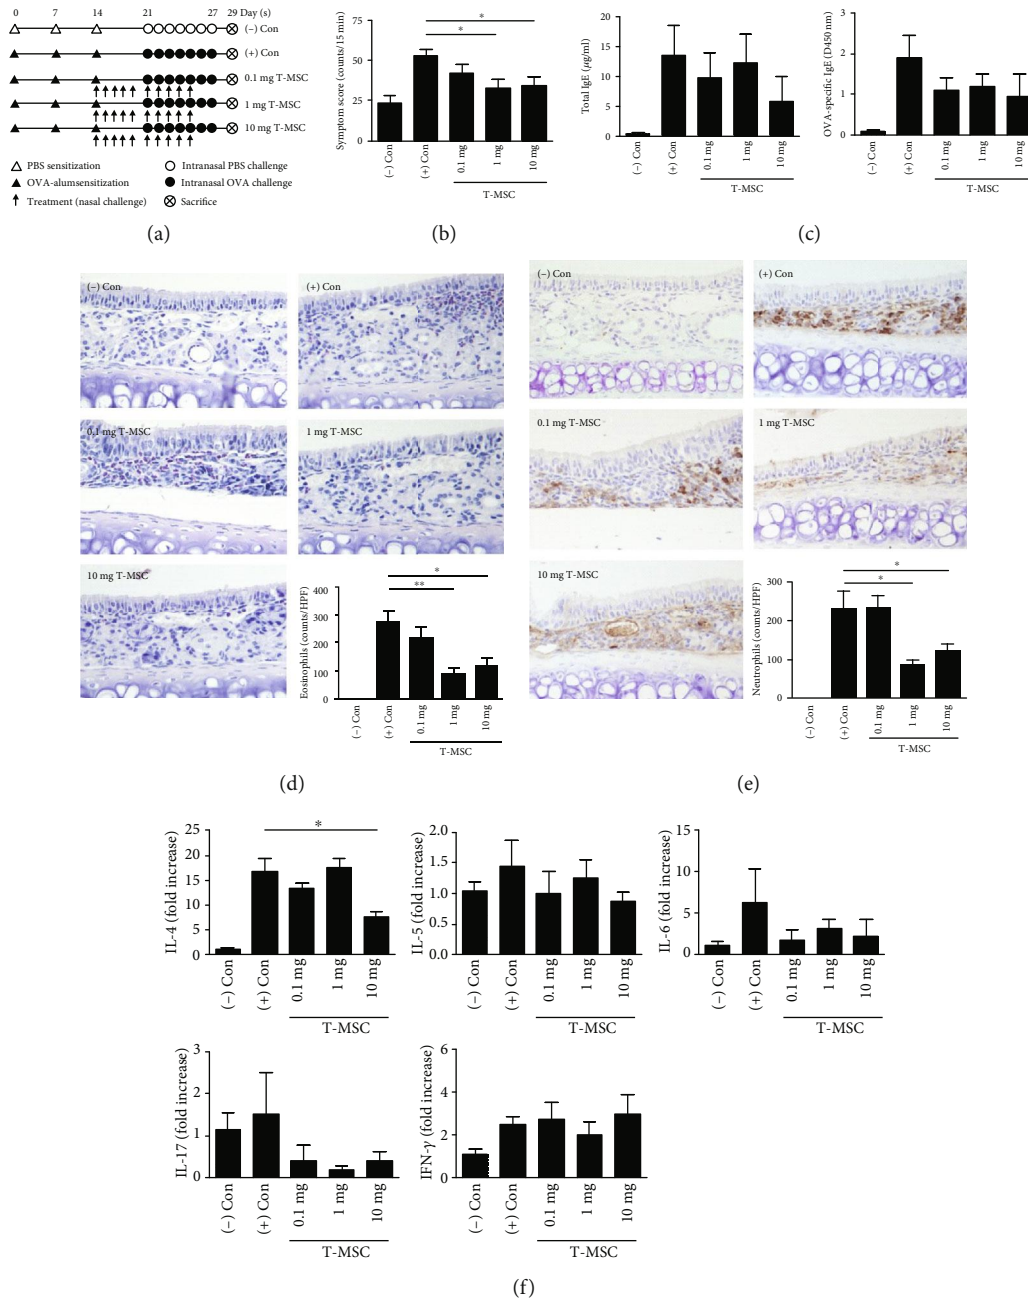 0 7 14 21 27 29 Day (s)
(−) Con
(+) Con
0.1 mg T-MSC
1 mg T-MSC
10 mg T-MSC
PBS sensitization
OVA-alumsensitization
Treatment (nasal challenge)
Intranasal PBS challenge
Intranasal OVA challenge
Sacrifice
(a)
Symptom score (counts/15 min)
75
50
25
0
*
*
(−) Con
(+) Con
0.1 mg
1 mg
10 mg
T-MSC
(b)
Total IgE (µg/ml)
20
15
10
5
0
(−) Con
(+) Con
0.1 mg
1 mg
10 mg
T-MSC
OVA-specific IgE (D450 nm)
3
2
1
0
(−) Con
(+) Con
0.1 mg
1 mg
10 mg
T-MSC
(c)
(−) Con
(+) Con
0.1 mg T-MSC
1 mg T-MSC
10 mg T-MSC
Eosinophils (counts/HPF)
400
300
200
100
0
*
**
(−) Con
(+) Con
0.1 mg
1 mg
10 mg
T-MSC
(d)
(−) Con
(+) Con
0.1 mg T-MSC
1 mg T-MSC
10 mg T-MSC
Neutrophils (counts/HPF)
300
200
100
0
*
*
(−) Con
(+) Con
0.1 mg
1 mg
10 mg
T-MSC
(e)
IL-4 (fold increase)
25
20
15
10
5
0
*
(−) Con
(+) Con
0.1 mg
1 mg
10 mg
T-MSC
IL-5 (fold increase)
2.0
1.5
1.0
0.5
0.0
(−) Con
(+) Con
0.1 mg
1 mg
10 mg
T-MSC
IL-6 (fold increase)
15
10
5
0
(−) Con
(+) Con
0.1 mg
1 mg
10 mg
T-MSC
IL-17 (fold increase)
3
2
1
0
(−) Con
(+) Con
0.1 mg
1 mg
10 mg
T-MSC
IFN-γ (fold increase)
6
4
2
0
(−) Con
(+) Con
0.1 mg
1 mg
10 mg
T-MSC
(f)